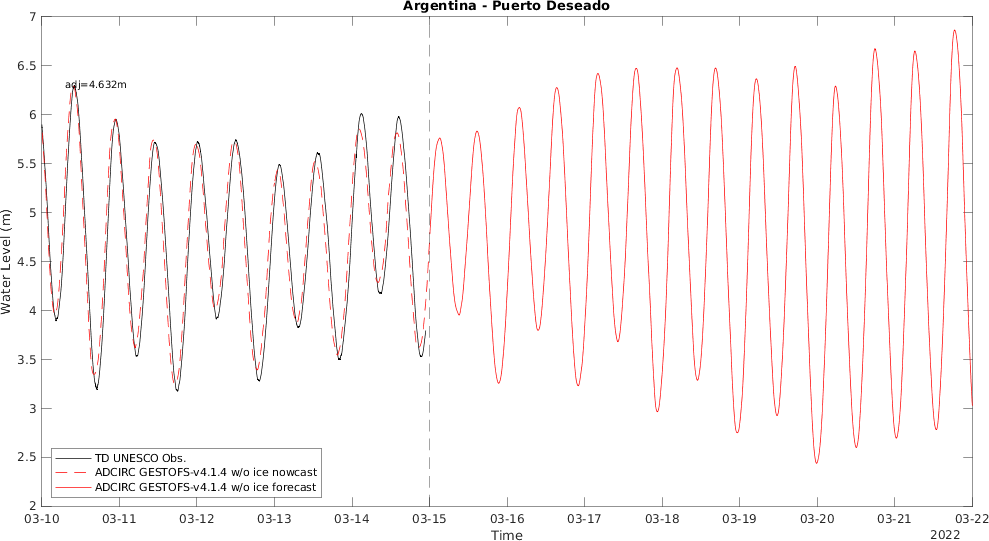 Argentina - Puerto Deseado
7
6.5
6
5.5
5
4.5
4
3.5
3
2.5
2
Water Level (m)
adj=4.632m
TD UNESCO Obs.
ADCIRC GESTOFS-v4.1.4 w/o ice nowcast
ADCIRC GESTOFS-v4.1.4 w/o ice forecast
03-10 03-11 03-12 03-13 03-14 03-15 03-16 03-17 03-18 03-19 03-20 03-21 03-22
Time
2022